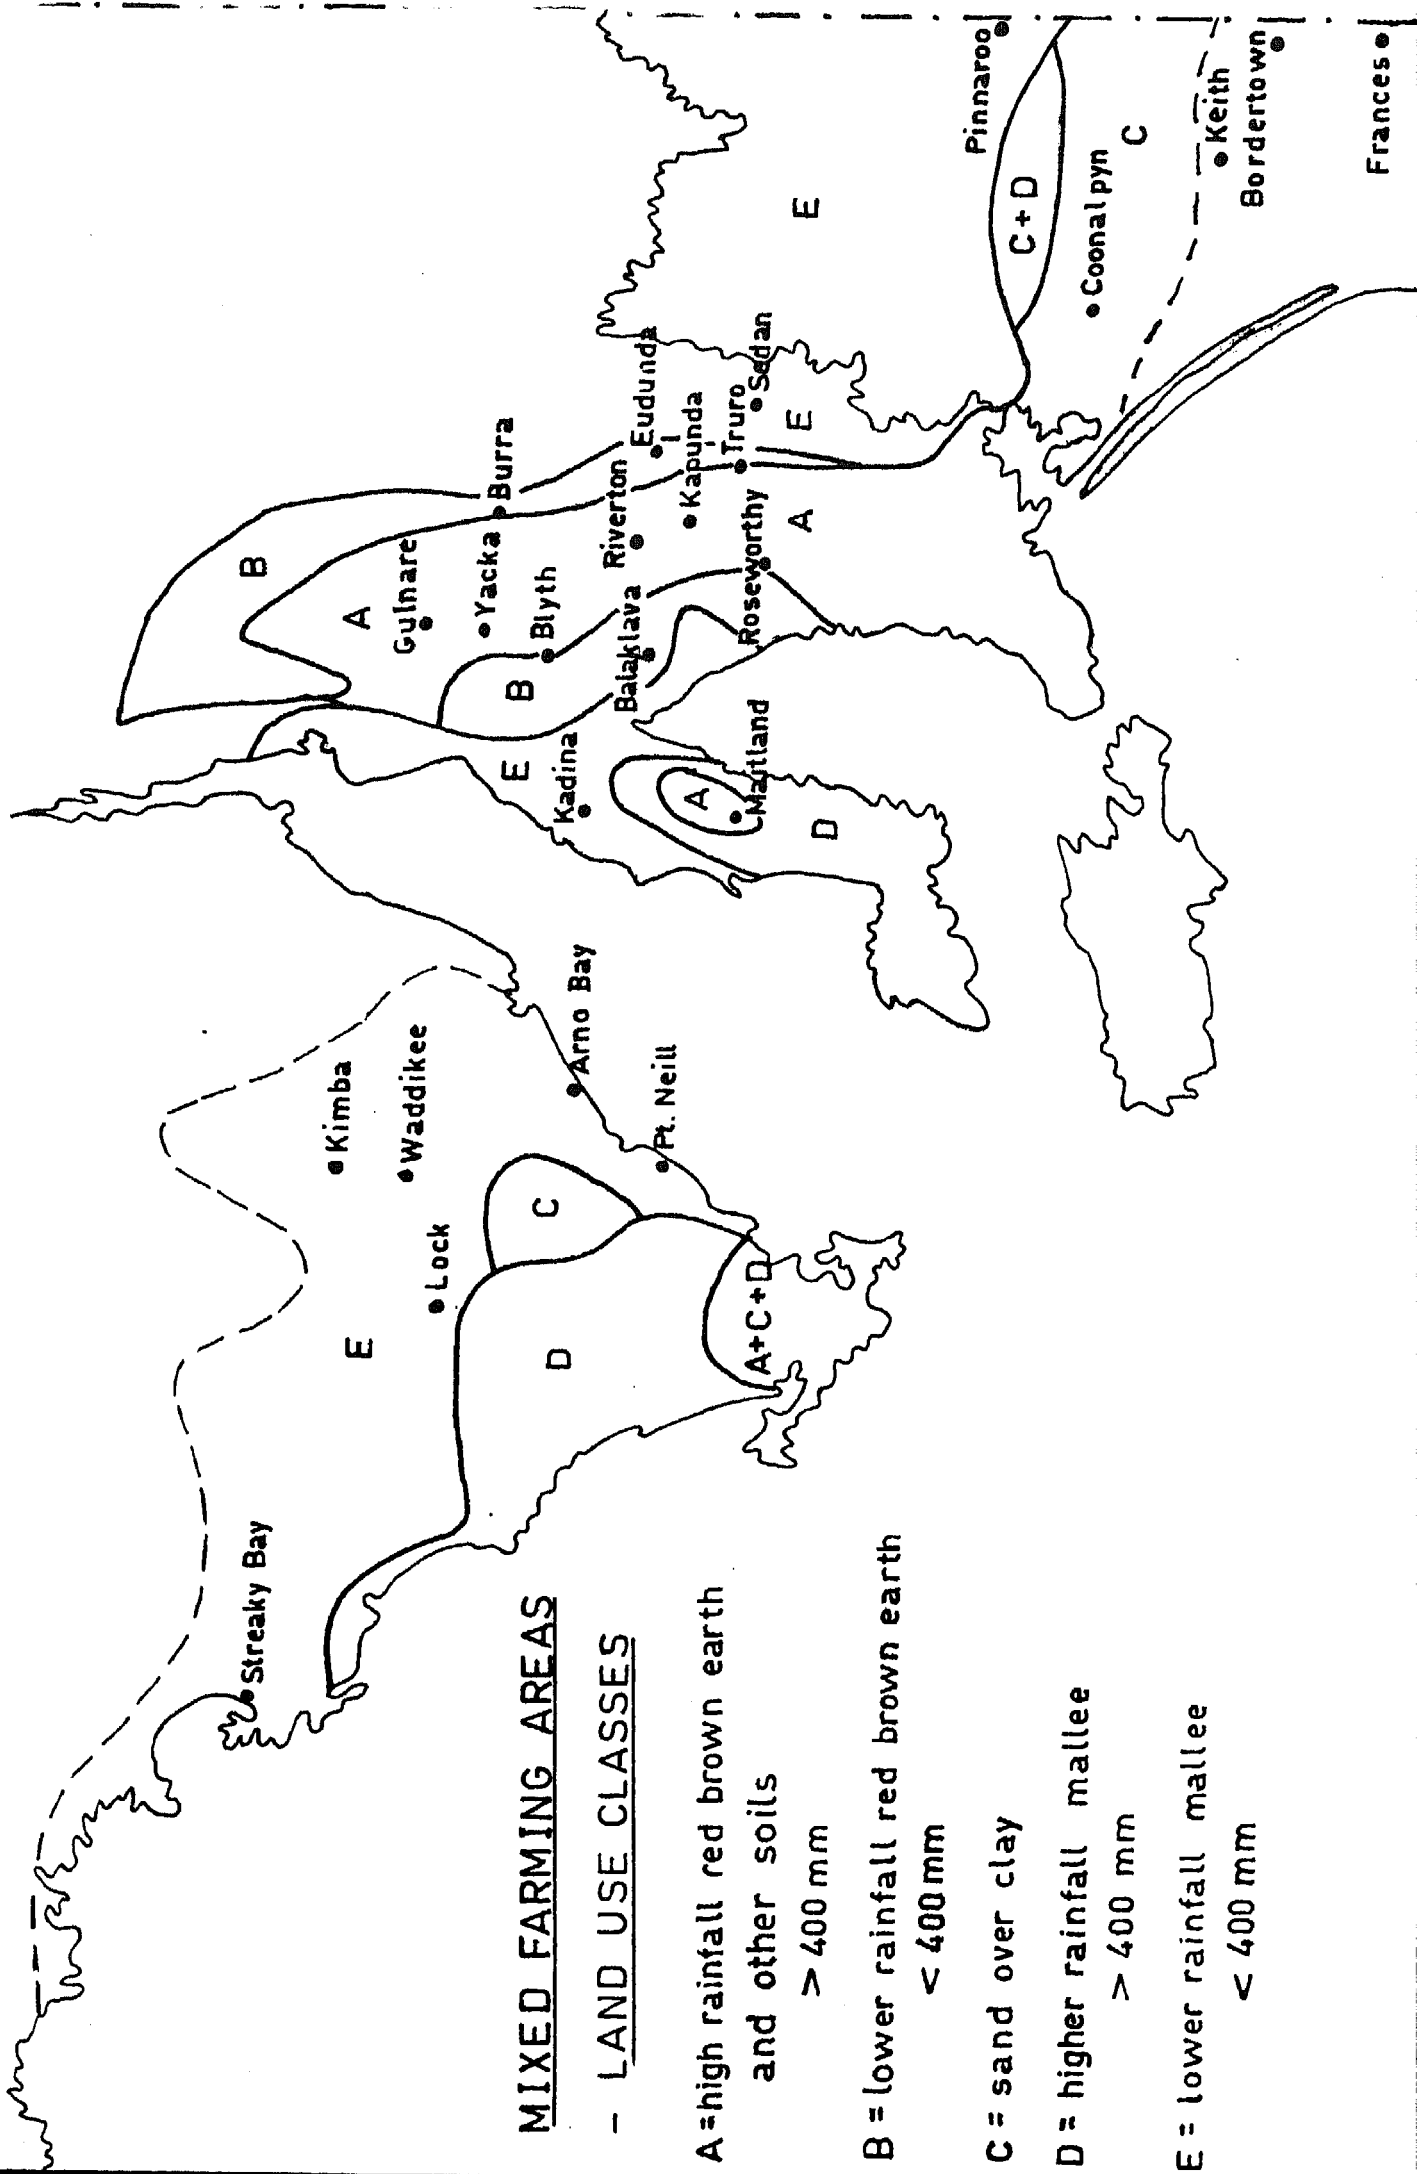 MIXED FARMING AREAS
- LAND USE CLASSES
A = high rainfall red brown earth
and other soils
> 400 mm
B = lower rainfall red brown earth
< 400 mm
C = sand over clay
D = higher rainfall mallee
> 400 mm
E = lower rainfall mallee
< 400 mm
Streaky Bay
E
Kimba
Waddikee
Lock
C
D
A+C+D
Arno Bay
Pt. Neill
B
A
Gulnare
Yacka
Burra
Blyth
B
E
Kadina
Balaklava
Riverton
Eudunda
Kapunda
Truro
Sedan
E
Roseworthy
A
A
Maitland
D
E
Pinnaroo
C+D
Coonalpyn
C
Keith
Bordertown
Frances